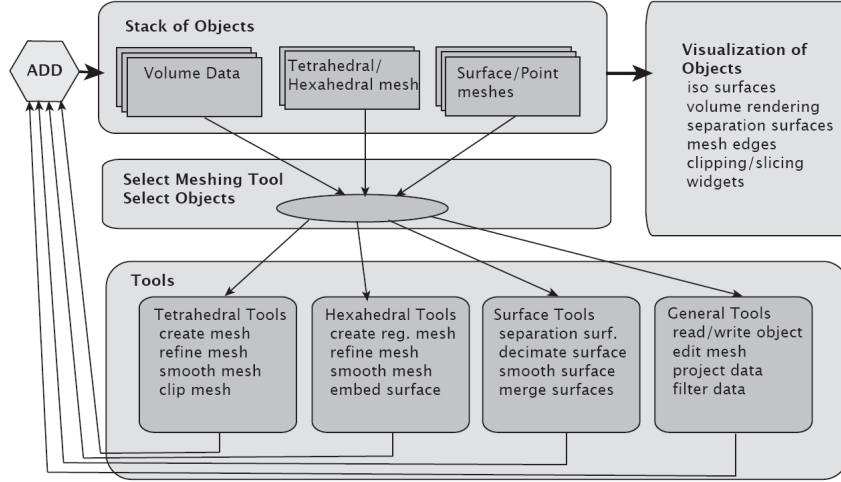 ADD
Stack of Objects
Volume Data
Tetrahedral/
Hexahedral mesh
Surface/Point
meshes
Visualization of
Objects
iso surfaces
volume rendering
separation surfaces
mesh edges
clipping/slicing
widgets
Select Meshing Tool
Select Objects
Tools
Tetrahedral Tools
create mesh
refine mesh
smooth mesh
clip mesh
Hexahedral Tools
create reg. mesh
refine mesh
smooth mesh
embed surface
Surface Tools
separation surf.
decimate surface
smooth surface
merge surfaces
General Tools
read/write object
edit mesh
project data
filter data